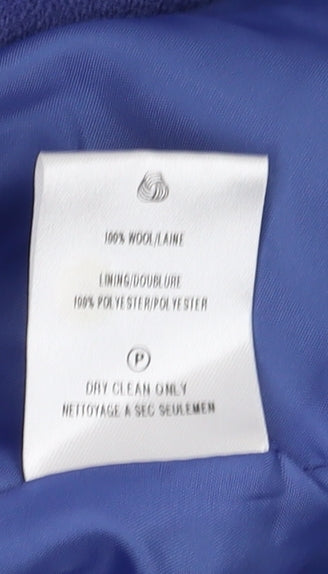 100% WOOL/LAINE
LINING/DOUBLURE
100% POLYESTER/POLYESTER
P
DRY CLEAN ONLY
NETTOYAGE A SEC SEULEMEN